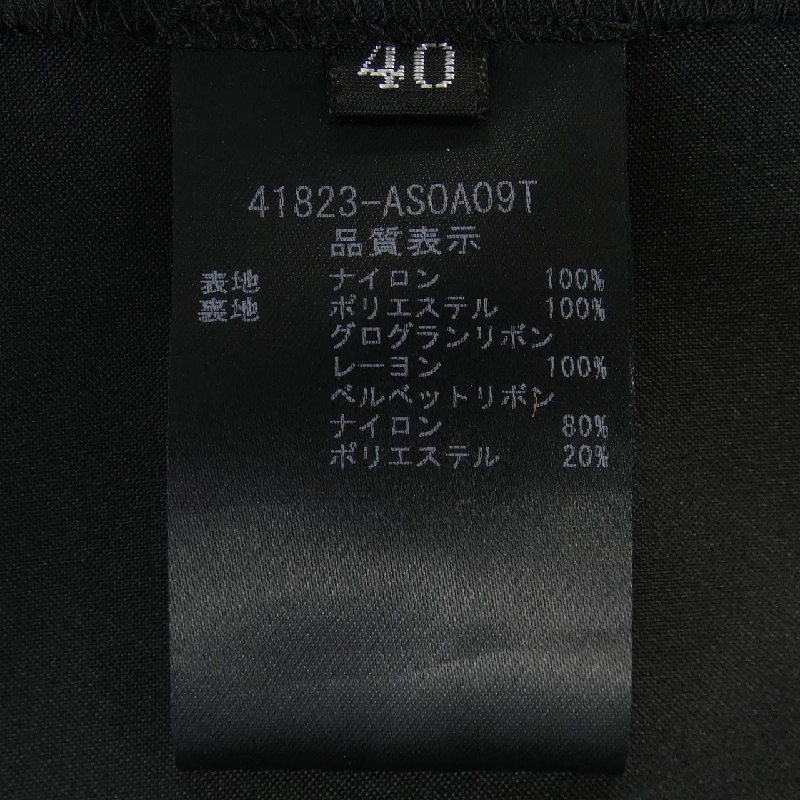 40
41823-ASOA09T
品質表示
表地 ナイロン 100%
裏地 ポリエステル 100%
グログランリボン
レーヨン 100%
ベルベットリボン
ナイロン 80%
ポリエステル 20%